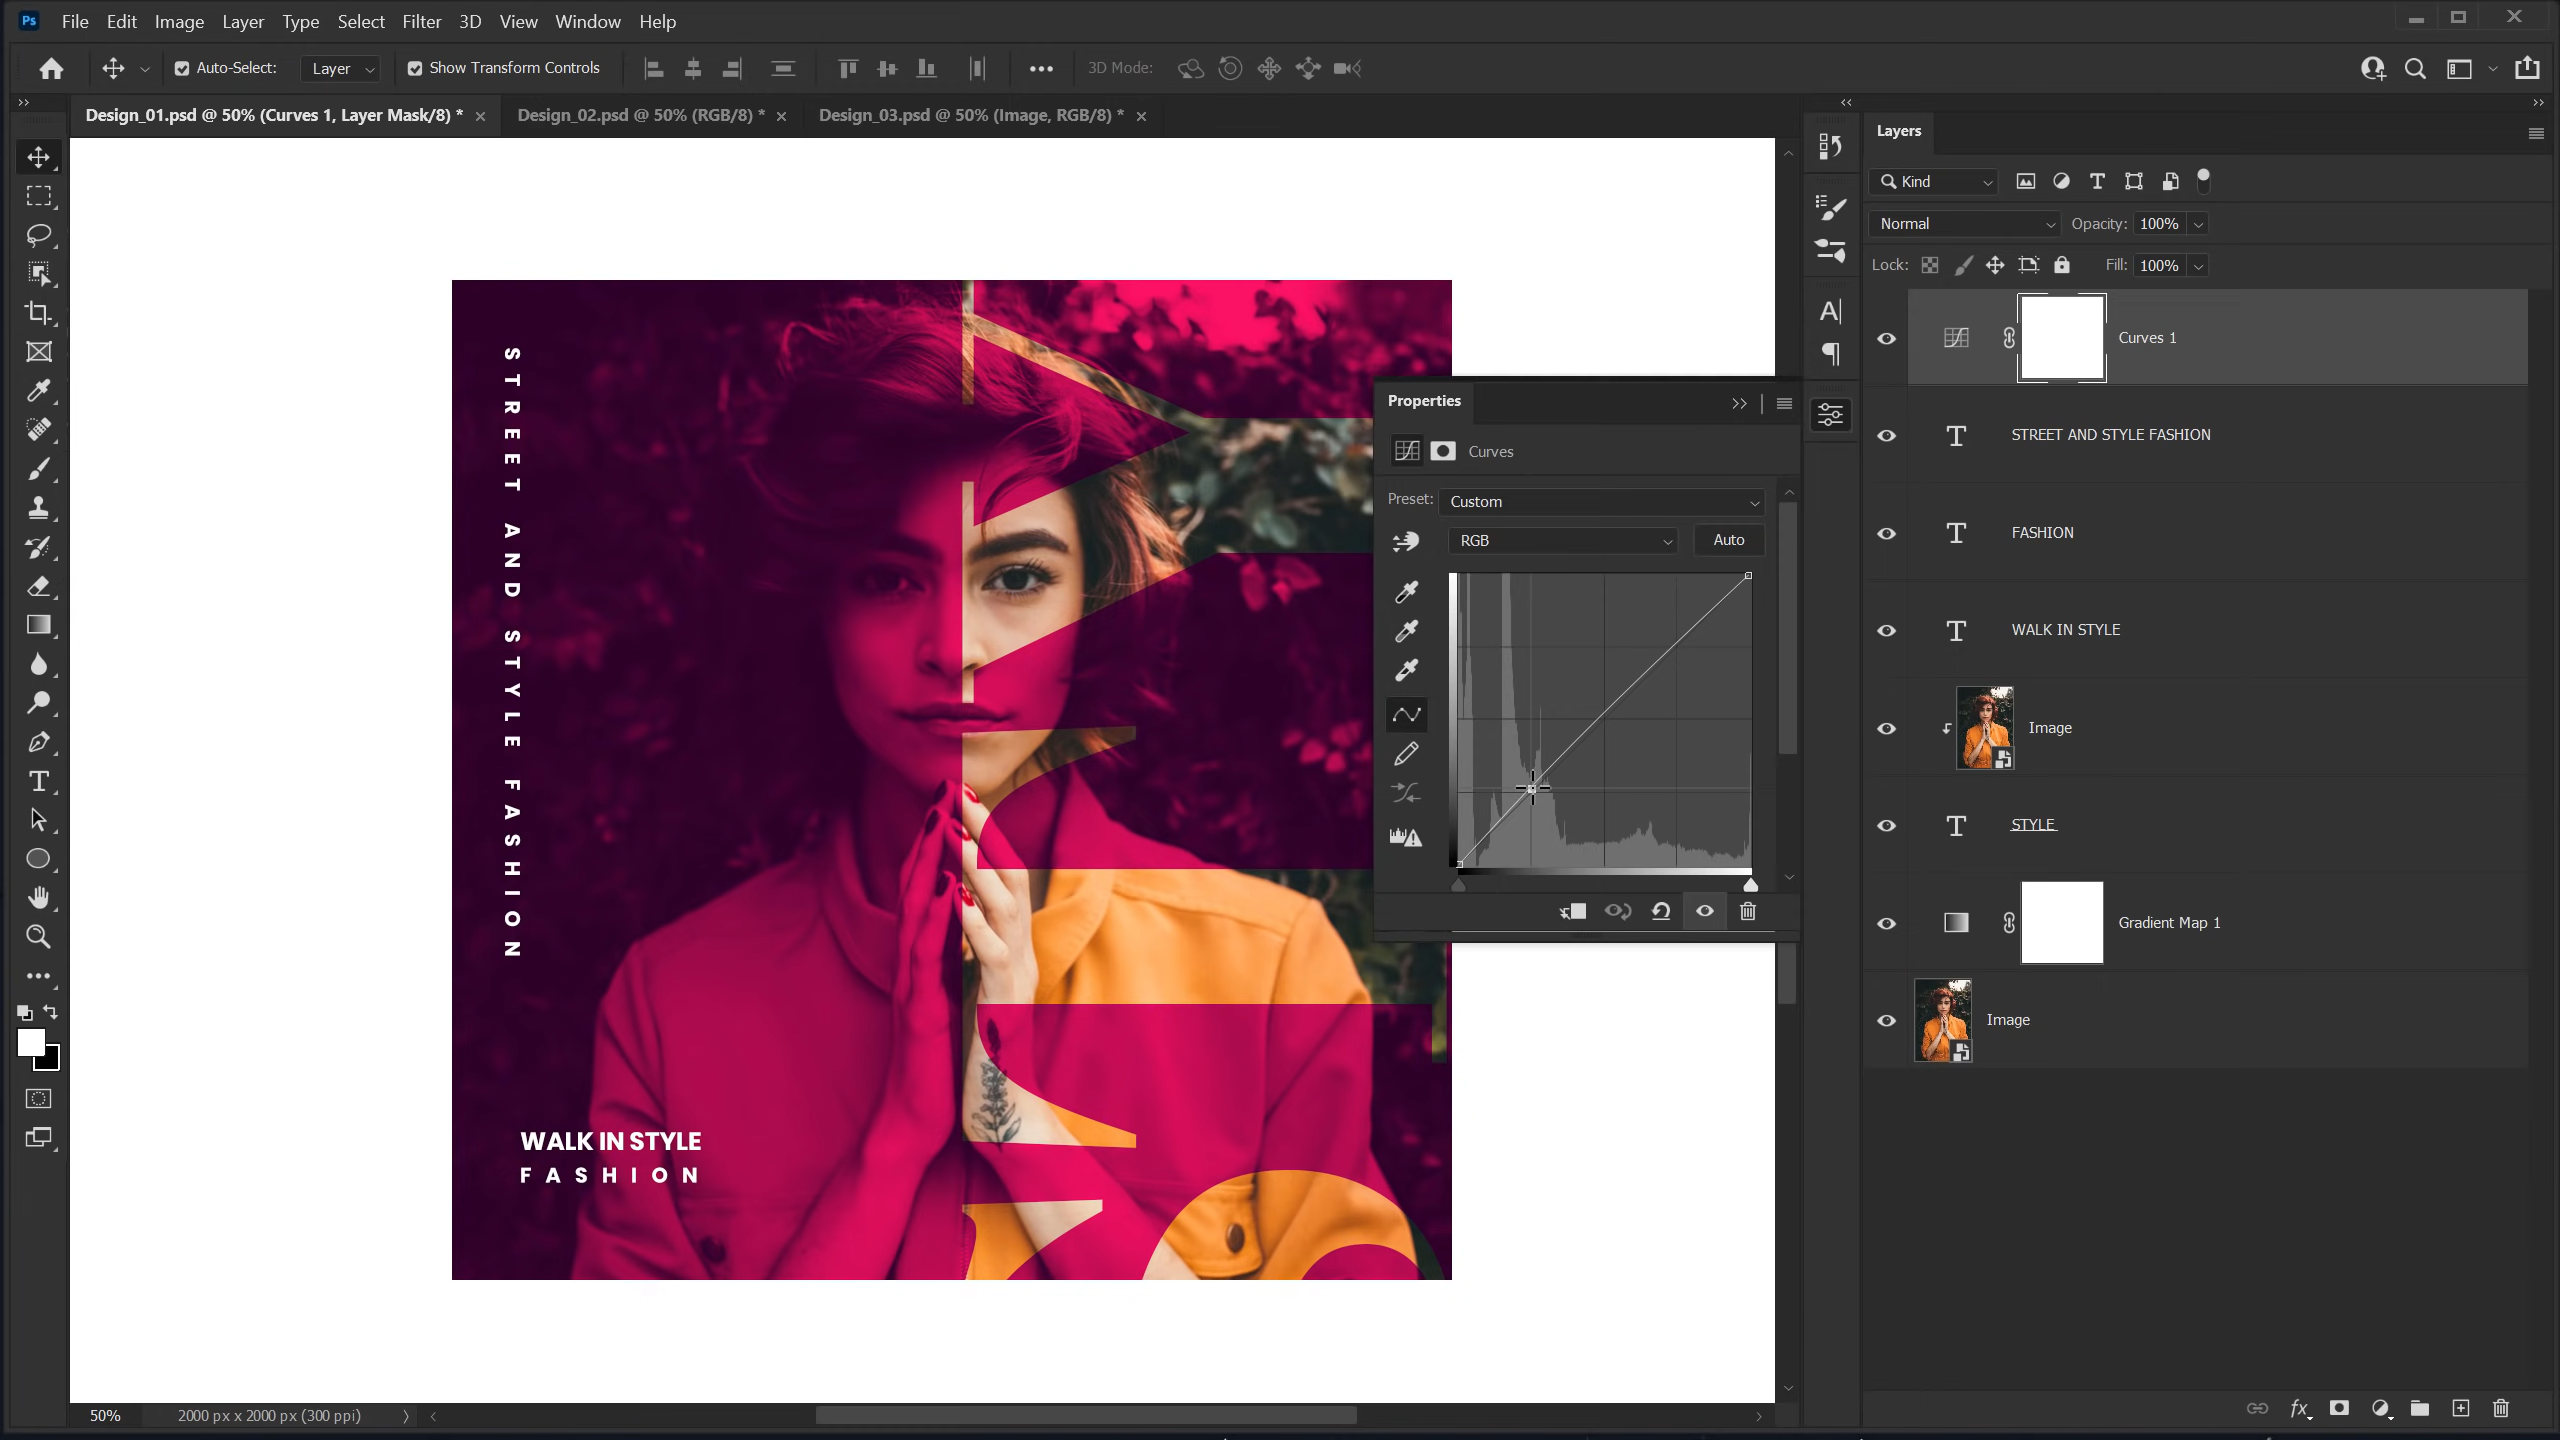 Ps File Edit Image Layer Type Select Filter 3D View Window Help
Auto-Select: Layer Show Transform Controls 3D Mode:
Design_01.psd @ 50% (Curves 1, Layer Mask/8) * Design_02.psd @ 50% (RGB/8) * Design_03.psd @ 50% (Image, RGB/8) *
STREET AND STYLE FASHION
WALK IN STYLE
FASHION
Properties
Curves
Preset: Custom
RGB Auto
Layers
Kind
Normal Opacity: 100%
Lock: Fill: 100%
Curves 1
STREET AND STYLE FASHION
FASHION
WALK IN STYLE
Image
STYLE
Gradient Map 1
Image
50% 2000 px x 2000 px (300 ppi)